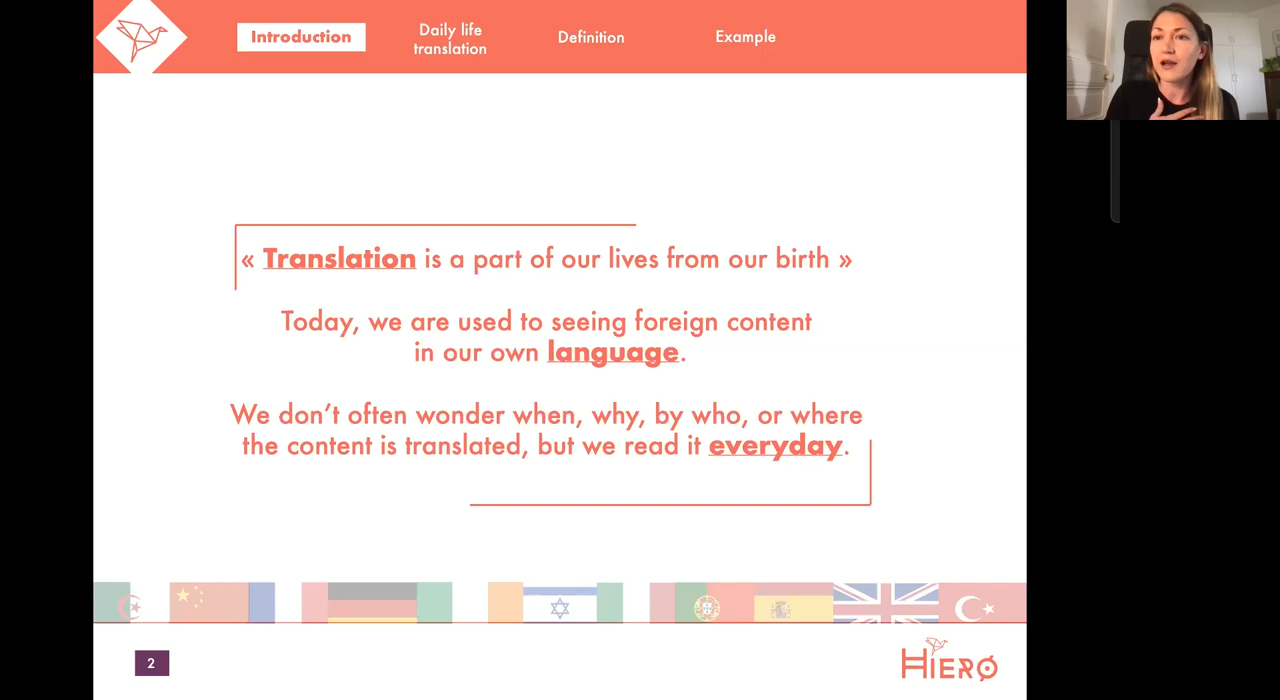 Introduction
Daily life
translation
Definition
Example
« Translation is a part of our lives from our birth »
Today, we are used to seeing foreign content
in our own language.
We don’t often wonder when, why, by who, or where
the content is translated, but we read it everyday.
2
HIERØ